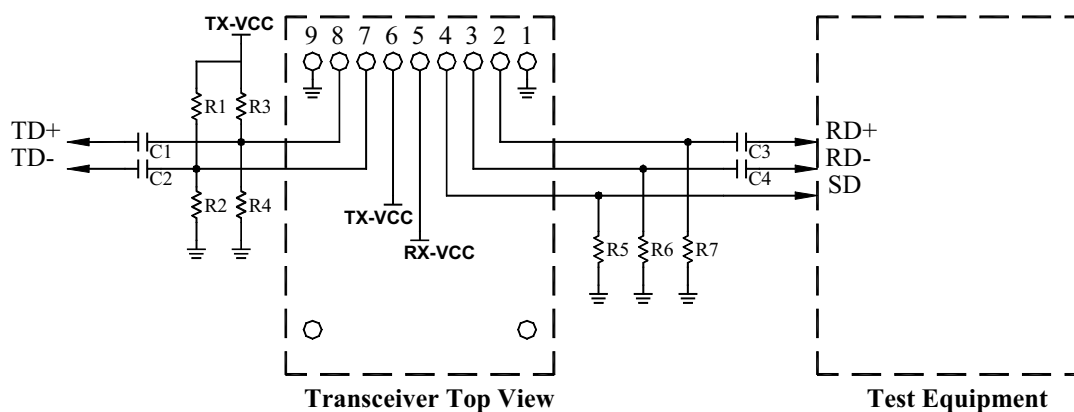 TX-VCC
9 8 7 6 5 4 3 2 1
R1 R3
TD+ C1 C3 RD+
TD- C2 C4 RD-
SD
R2 R4 TX-VCC
RX-VCC R5 R6 R7
Transceiver Top View Test Equipment